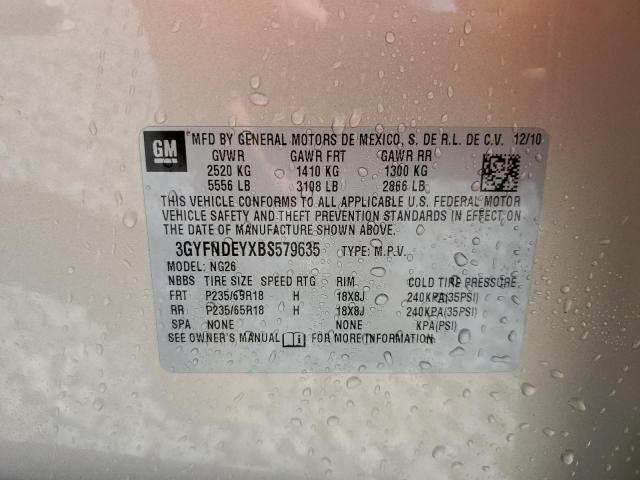 GM MFD BY GENERAL MOTORS DE MEXICO, S. DE R.L. DE C.V. 12/10
GVWR GAWR FRT GAWR RR
2520 KG 1410 KG 1300 KG
5556 LB 3108 LB 2866 LB
THIS VEHICLE CONFORMS TO ALL APPLICABLE U.S. FEDERAL MOTOR
VEHICLE SAFETY AND THEFT PREVENTION STANDARDS IN EFFECT ON
THE DATE OF MANUFACTURE SHOWN ABOVE.
3GYFNDEYXBS579635 TYPE: M.P.V.
MODEL: NG26
NBBS TIRE SIZE SPEED RTG RIM COLD TIRE PRESSURE
FRT P235/65R18 H 18X8J 240KPA(35PSI)
RR P235/65R18 H 18X8J 240KPA(35PSI)
SPA NONE NONE KPA(PSI)
SEE OWNER'S MANUAL FOR MORE INFORMATION.